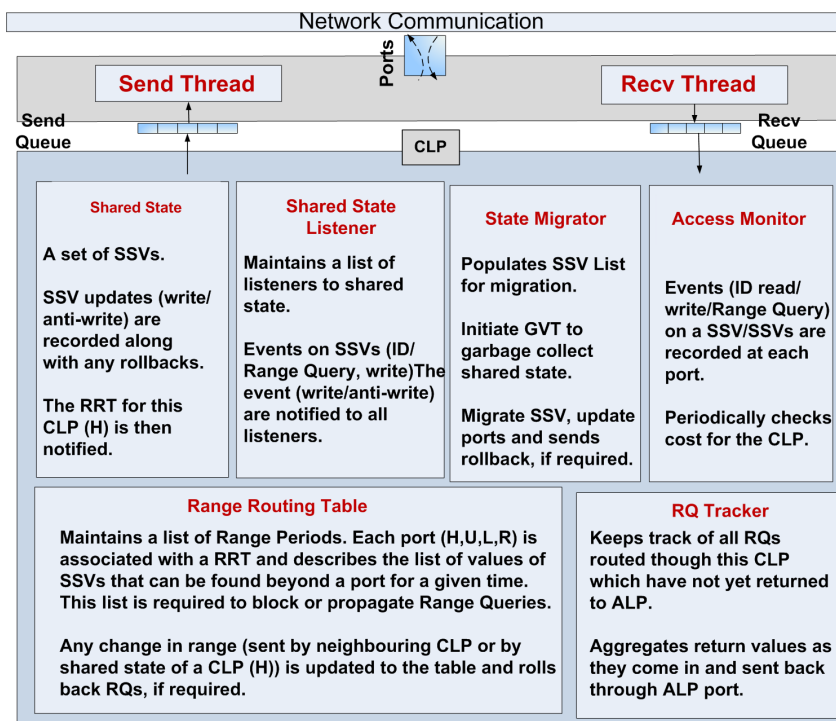 Network Communication
Ports
Send Thread
Recv Thread
Send
Queue
Recv
Queue
CLP
Shared State
A set of SSVs.
SSV updates (write/
anti-write) are
recorded along
with any rollbacks.
The RRT for this
CLP (H) is then
notified.
Shared State
Listener
Maintains a list of
listeners to shared
state.
Events on SSVs (ID/
Range Query, write)The
event (write/anti-write)
are notified to all
listeners.
State Migrator
Populates SSV List
for migration.
Initiate GVT to
garbage collect
shared state.
Migrate SSV, update
ports and sends
rollback, if required.
Access Monitor
Events (ID read/
write/Range Query)
on a SSV/SSVs are
recorded at each
port.
Periodically checks
cost for the CLP.
Range Routing Table
Maintains a list of Range Periods. Each port (H,U,L,R) is
associated with a RRT and describes the list of values of
SSVs that can be found beyond a port for a given time.
This list is required to block or propagate Range Queries.
Any change in range (sent by neighbouring CLP or by
shared state of a CLP (H)) is updated to the table and rolls
back RQs, if required.
RQ Tracker
Keeps track of all RQs
routed though this CLP
which have not yet returned
to ALP.
Aggregates return values as
they come in and sent back
through ALP port.